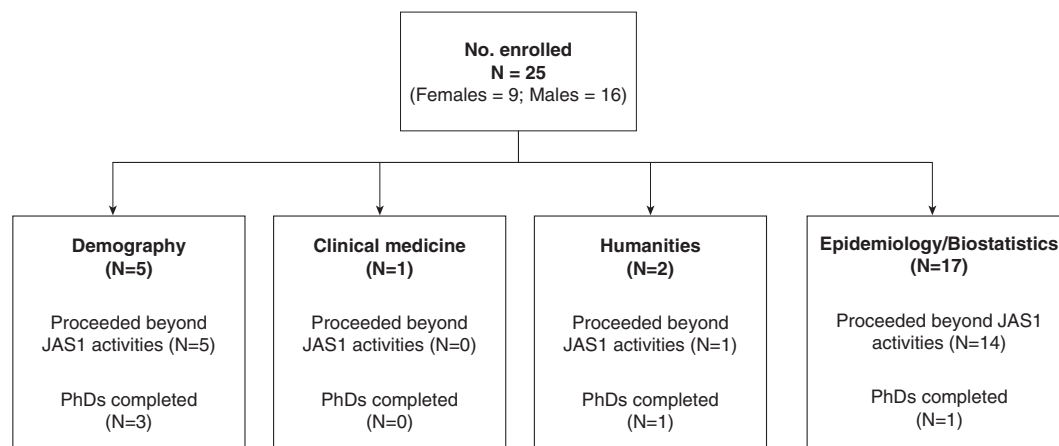 No. enrolled
N = 25
(Females = 9; Males = 16)
Demography
(N=5)
Proceeded beyond
JAS1 activities (N=5)
PhDs completed
(N=3)
Clinical medicine
(N=1)
Proceeded beyond
JAS1 activities (N=0)
PhDs completed
(N=0)
Humanities
(N=2)
Proceeded beyond
JAS1 activities (N=1)
PhDs completed
(N=1)
Epidemiology/Biostatistics
(N=17)
Proceeded beyond JAS1
activities (N=14)
PhDs completed
(N=1)